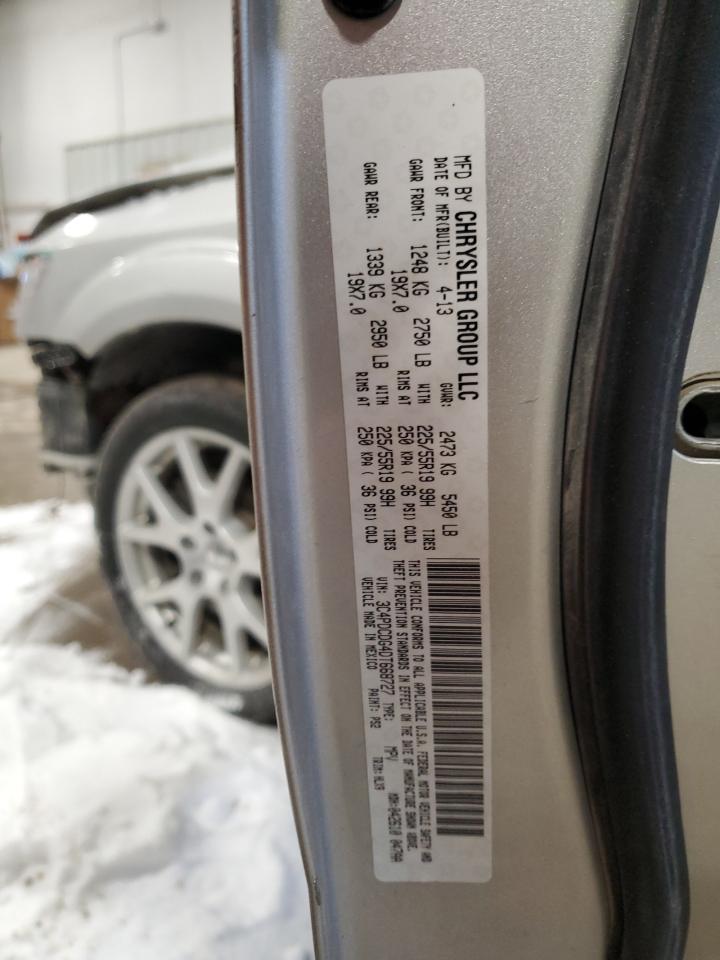 MFD BY CHRYSLER GROUP LLC
DATE OF MFR(BUILT): 4-13 GVWR: 2473 KG 5450 LB
GAWR FRONT: 1248 KG 2750 LB WITH 225/55R19 99H TIRES
19X7.0 RIMS AT 250 KPA ( 36 PSI) COLD
GAWR REAR: 1339 KG 2950 LB WITH 225/55R19 99H TIRES
19X7.0 RIMS AT 250 KPA ( 36 PSI) COLD
THIS VEHICLE CONFORMS TO ALL APPLICABLE U.S.A. FEDERAL MOTOR VEHICLE SAFETY AND
THEFT PREVENTION STANDARDS IN EFFECT ON THE DATE OF MANUFACTURE SHOWN ABOVE.
VIN: 3C4PDCDG4DT668727 TYPE: MPV MDH:042610 047AA
VEHICLE MADE IN MEXICO PAINT: PS2 TRIM: